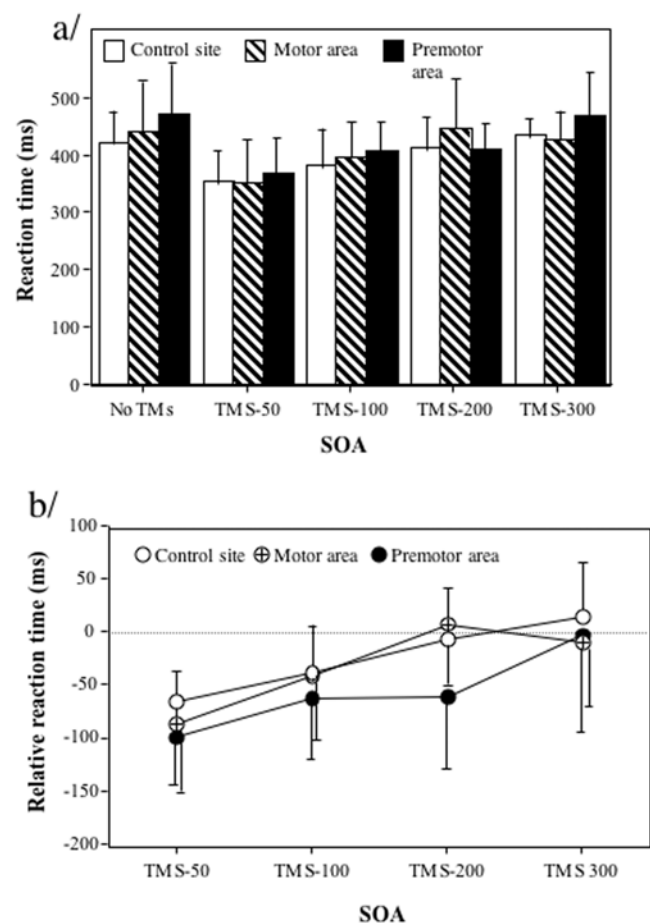 a/
Control site Motor area Premotor area
Reaction time (ms)
500
400
300
200
100
0
No TMs TMS-50 TMS-100 TMS-200 TMS-300
SOA
b/
Control site Motor area Premotor area
Relative reaction time (ms)
100
50
0
-50
-100
-150
-200
TMS-50 TMS-100 TMS-200 TMS 300
SOA